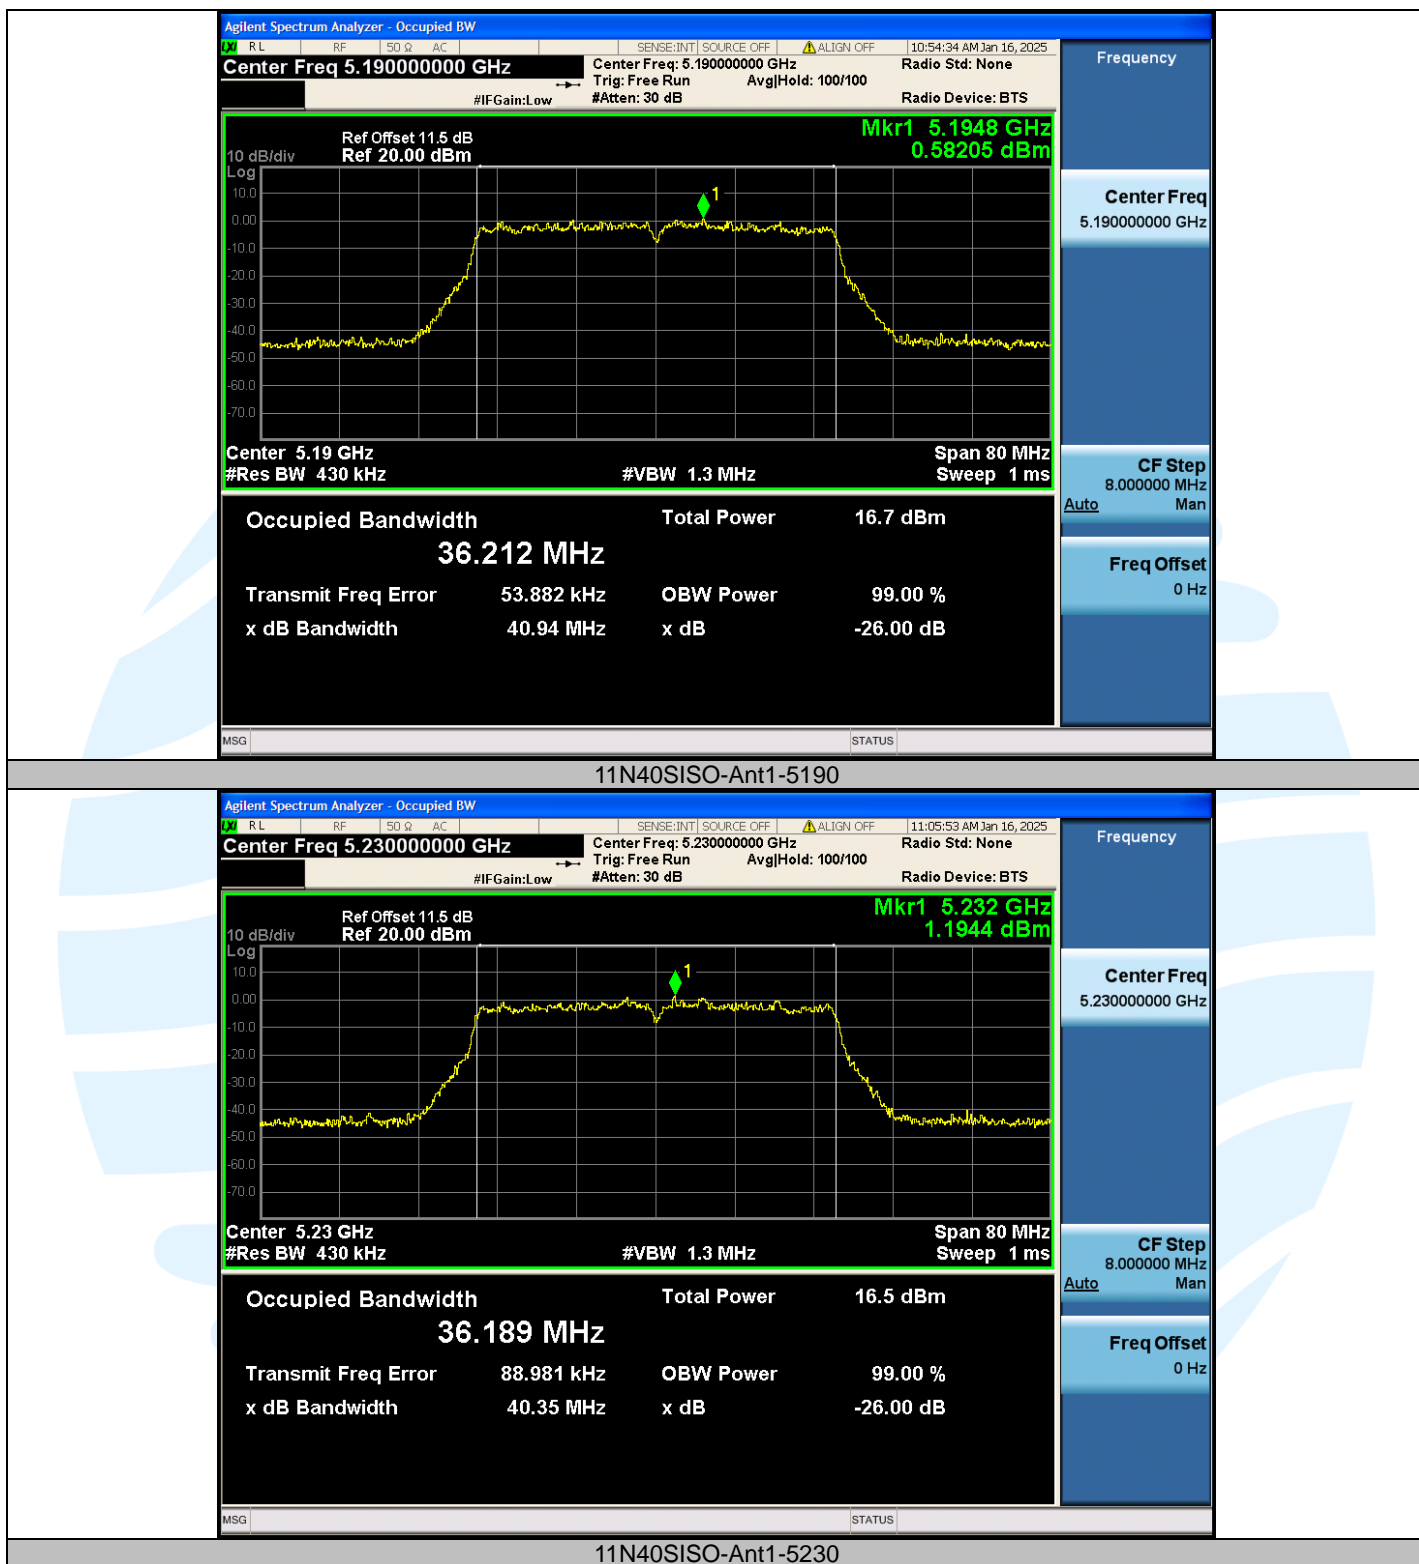 Agilent Spectrum Analyzer - Occupied BW
LXI RL RF 50 Ω AC SENSE:INT SOURCE OFF ALIGN OFF 10:54:34 AM Jan 16, 2025
Center Freq 5.190000000 GHz
Center Freq: 5.190000000 GHz
Radio Std: None
Trig: Free Run Avg|Hold: 100/100
#IFGain:Low #Atten: 30 dB Radio Device: BTS
Mkr1 5.1948 GHz
0.58205 dBm
Ref Offset 11.5 dB
10 dB/div Ref 20.00 dBm
Log
10.0
0.00
-10.0
-20.0
-30.0
-40.0
-50.0
-60.0
-70.0
1
Center 5.19 GHz Span 80 MHz
#Res BW 430 kHz #VBW 1.3 MHz Sweep 1 ms
Occupied Bandwidth Total Power 16.7 dBm
36.212 MHz
Transmit Freq Error 53.882 kHz OBW Power 99.00 %
x dB Bandwidth 40.94 MHz x dB -26.00 dB
MSG STATUS
Frequency
Center Freq
5.190000000 GHz
CF Step
8.000000 MHz
Auto Man
Freq Offset
0 Hz
11N40SISO-Ant1-5190
Agilent Spectrum Analyzer - Occupied BW
LXI RL RF 50 Ω AC SENSE:INT SOURCE OFF ALIGN OFF 11:05:53 AM Jan 16, 2025
Center Freq 5.230000000 GHz
Center Freq: 5.230000000 GHz
Radio Std: None
Trig: Free Run Avg|Hold: 100/100
#IFGain:Low #Atten: 30 dB Radio Device: BTS
Mkr1 5.232 GHz
1.1944 dBm
Ref Offset 11.5 dB
10 dB/div Ref 20.00 dBm
Log
10.0
0.00
-10.0
-20.0
-30.0
-40.0
-50.0
-60.0
-70.0
1
Center 5.23 GHz Span 80 MHz
#Res BW 430 kHz #VBW 1.3 MHz Sweep 1 ms
Occupied Bandwidth Total Power 16.5 dBm
36.189 MHz
Transmit Freq Error 88.981 kHz OBW Power 99.00 %
x dB Bandwidth 40.35 MHz x dB -26.00 dB
MSG STATUS
Frequency
Center Freq
5.230000000 GHz
CF Step
8.000000 MHz
Auto Man
Freq Offset
0 Hz
11N40SISO-Ant1-5230